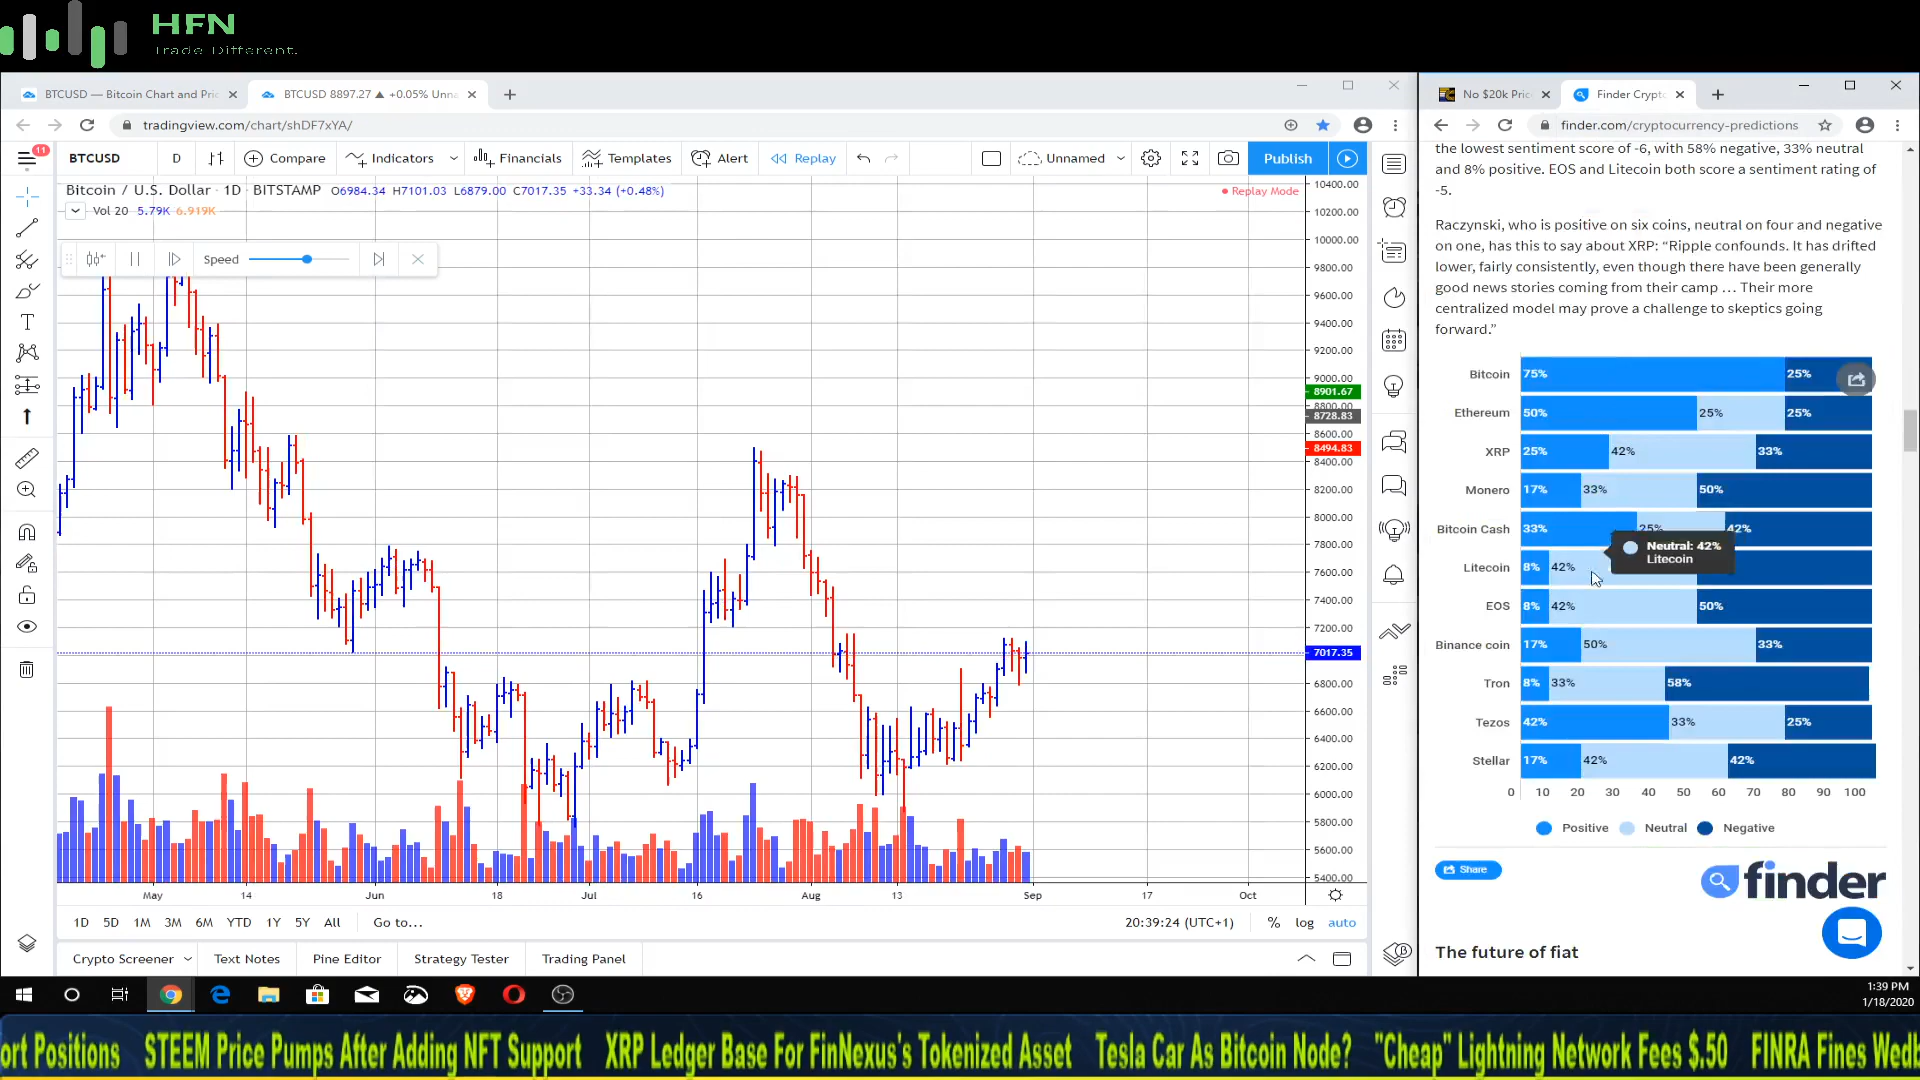 HFN
Trade Different.
BTCUSD — Bitcoin Chart and Pric
BTCUSD 8897.27 ▲ +0.05% Unna
tradingview.com/chart/shDF7xYA/
11
BTCUSD
D
Compare
Indicators
Financials
Templates
Alert
Replay
Unnamed
Publish
Bitcoin / U.S. Dollar · 1D · BITSTAMP O6984.34 H7101.03 L6879.00 C7017.35 +33.34 (+0.48%)
Replay Mode
Vol 20 5.79K 6.919K
Speed
10400.00
10200.00
10000.00
9800.00
9600.00
9400.00
9200.00
9000.00
8901.67
8800.00
8728.83
8600.00
8494.83
8400.00
8200.00
8000.00
7800.00
7600.00
7400.00
7200.00
7017.35
6800.00
6600.00
6400.00
6200.00
6000.00
5800.00
5600.00
5400.00
May 14 Jun 18 Jul 16 Aug 13 Sep 17 Oct
1D 5D 1M 3M 6M YTD 1Y 5Y All Go to...
20:39:24 (UTC+1) % log auto
Crypto Screener Text Notes Pine Editor Strategy Tester Trading Panel
No $20k Pric
Finder Crypt
finder.com/cryptocurrency-predictions
the lowest sentiment score of -6, with 58% negative, 33% neutral
and 8% positive. EOS and Litecoin both score a sentiment rating of
-5.
Raczynski, who is positive on six coins, neutral on four and negative
on one, has this to say about XRP: “Ripple confounds. It has drifted
lower, fairly consistently, even though there have been generally
good news stories coming from their camp … Their more
centralized model may prove a challenge to skeptics going
forward.”
Bitcoin 75% 25%
Ethereum 50% 25% 25%
XRP 25% 42% 33%
Monero 17% 33% 50%
Bitcoin Cash 33% 25% 42%
Neutral: 42%
Litecoin
Litecoin 8% 42%
EOS 8% 42% 50%
Binance coin 17% 50% 33%
Tron 8% 33% 58%
Tezos 42% 33% 25%
Stellar 17% 42% 42%
0 10 20 30 40 50 60 70 80 90 100
Positive Neutral Negative
Share
finder
The future of fiat
1:39 PM
1/18/2020
ort Positions STEEM Price Pumps After Adding NFT Support XRP Ledger Base For FinNexus's Tokenized Asset Tesla Car As Bitcoin Node? "Cheap" Lightning Network Fees $.50 FINRA Fines Wedb